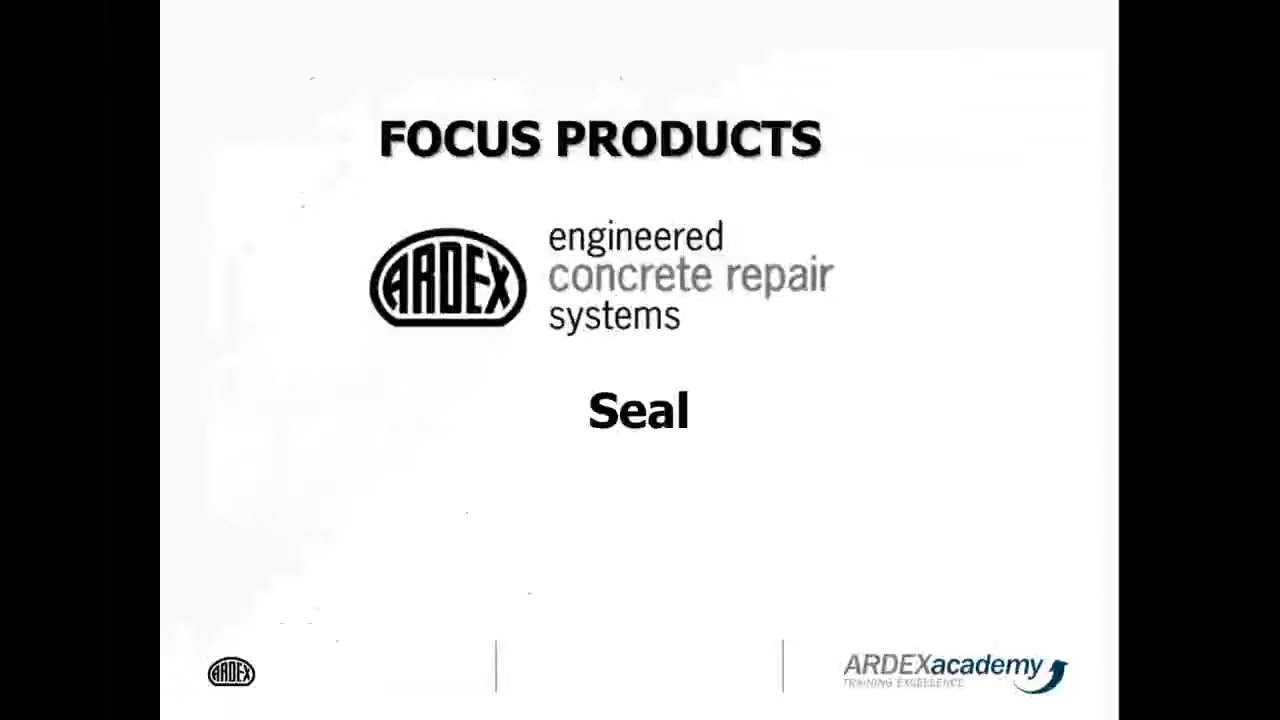 FOCUS PRODUCTS
ARDEX
engineered
concrete repair
systems
Seal
ARDEX
ARDEXacademy
TRAINING EXCELLENCE